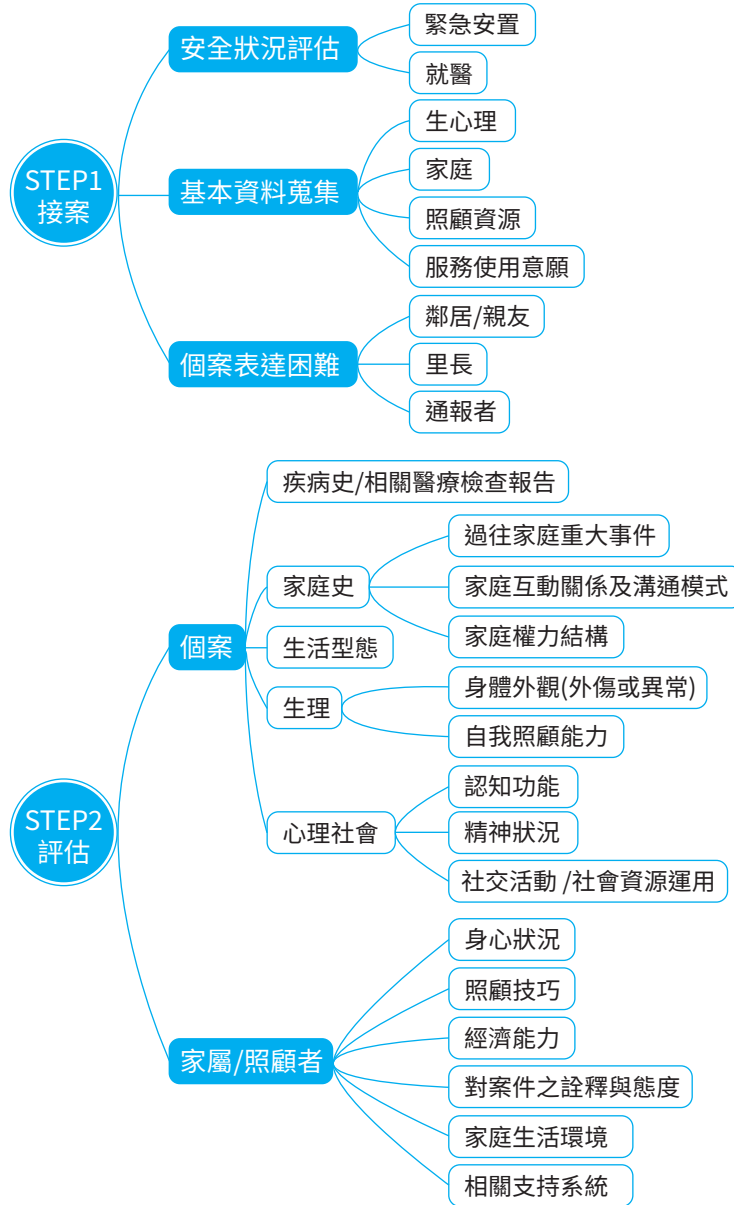 STEP1
接案
安全狀況評估
緊急安置
就醫
基本資料蒐集
生心理
家庭
照顧資源
服務使用意願
個案表達困難
鄰居/親友
里長
通報者
STEP2
評估
個案
疾病史/相關醫療檢查報告
家庭史
過往家庭重大事件
家庭互動關係及溝通模式
家庭權力結構
生活型態
生理
身體外觀(外傷或異常)
自我照顧能力
心理社會
認知功能
精神狀況
社交活動 /社會資源運用
家屬/照顧者
身心狀況
照顧技巧
經濟能力
對案件之詮釋與態度
家庭生活環境
相關支持系統